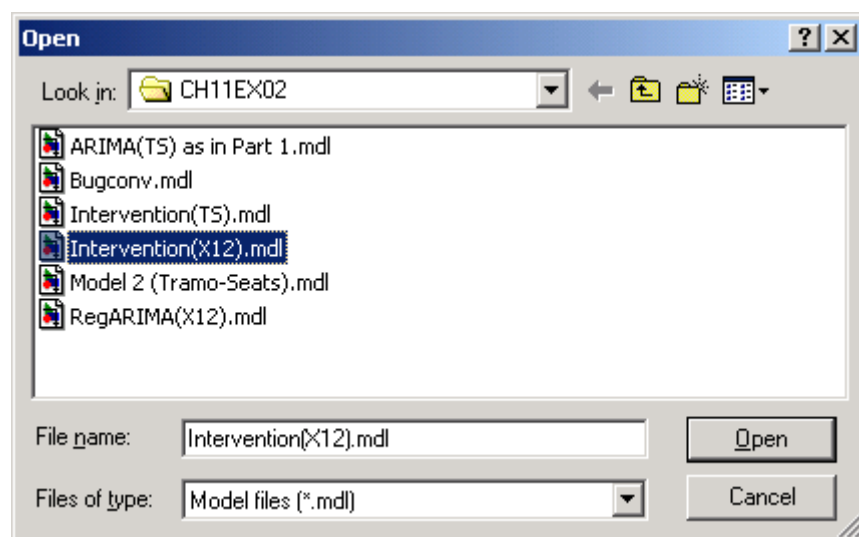 Open
Look in: CH11EX02
ARIMA(TS) as in Part 1.mdl
Bugconv.mdl
Intervention(TS).mdl
Intervention(X12).mdl
Model 2 (Tramo-Seats).mdl
RegARIMA(X12).mdl
File name: Intervention(X12).mdl Open
Files of type: Model files (*.mdl) Cancel